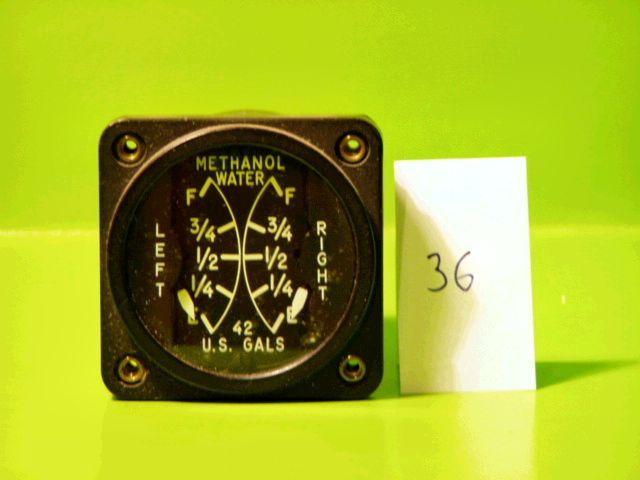 METHANOL
WATER
F F
3/4 3/4
LEFT 1/2 1/2 RIGHT
1/4 1/4
E E
42
U.S. GALS
36